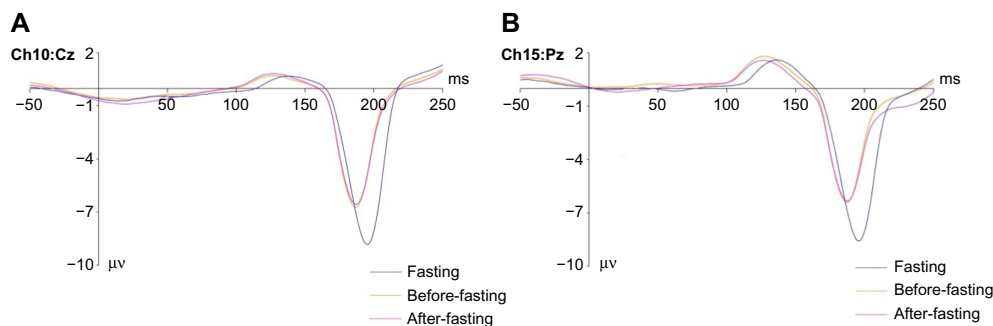 A
Ch10:Cz
2
ms
−50
50
100
150
200
250
−1
−4
−7
−10
μv
Fasting
Before-fasting
After-fasting
B
Ch15:Pz
2
ms
−50
50
100
150
200
250
−1
−4
−7
−10
μv
Fasting
Before-fasting
After-fasting